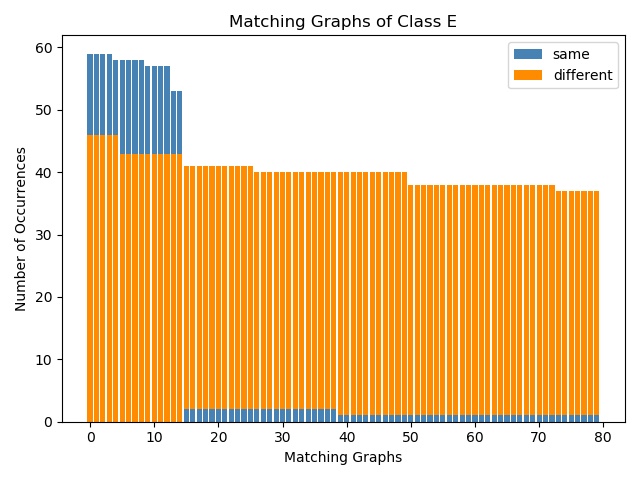 Matching Graphs of Class E
same
different
Number of Occurrences
60
50
40
30
20
10
0
0 10 20 30 40 50 60 70 80
Matching Graphs